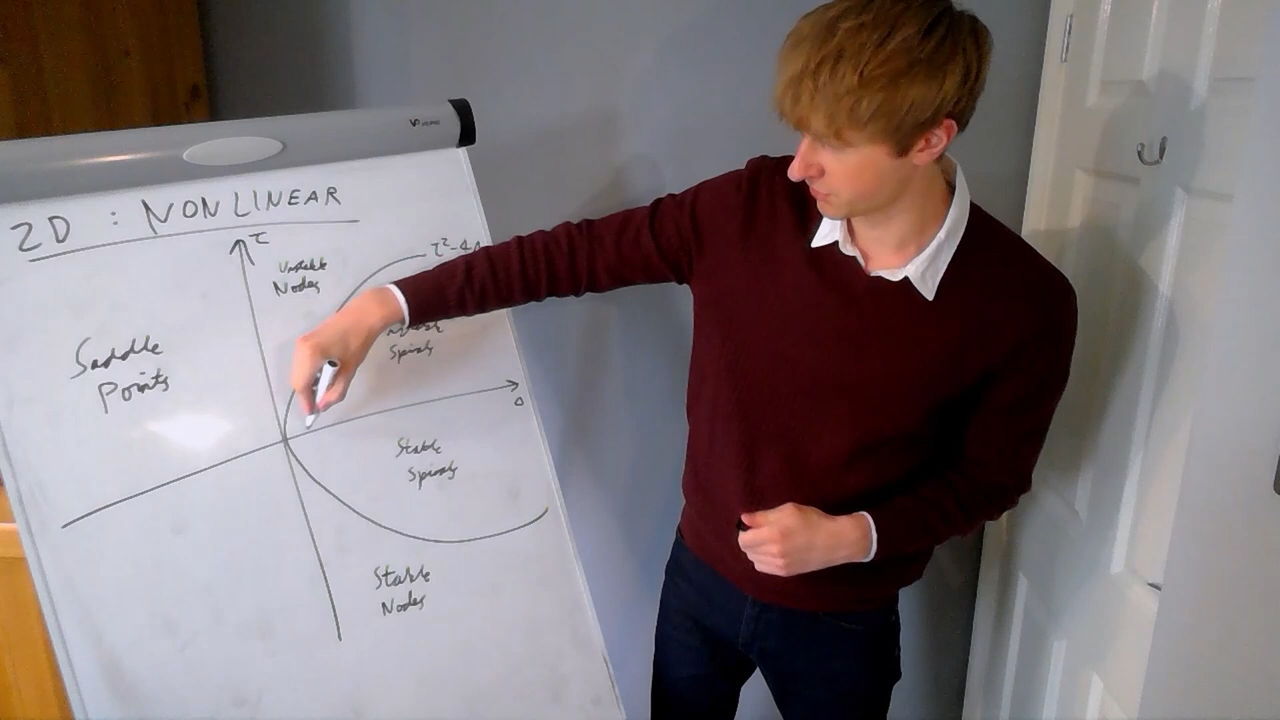 2D : NONLINEAR
τ
τ²-4Δ
Unstable
Nodes
Spirals
Saddle
Points
Δ
Stable
Spirals
Stable
Nodes